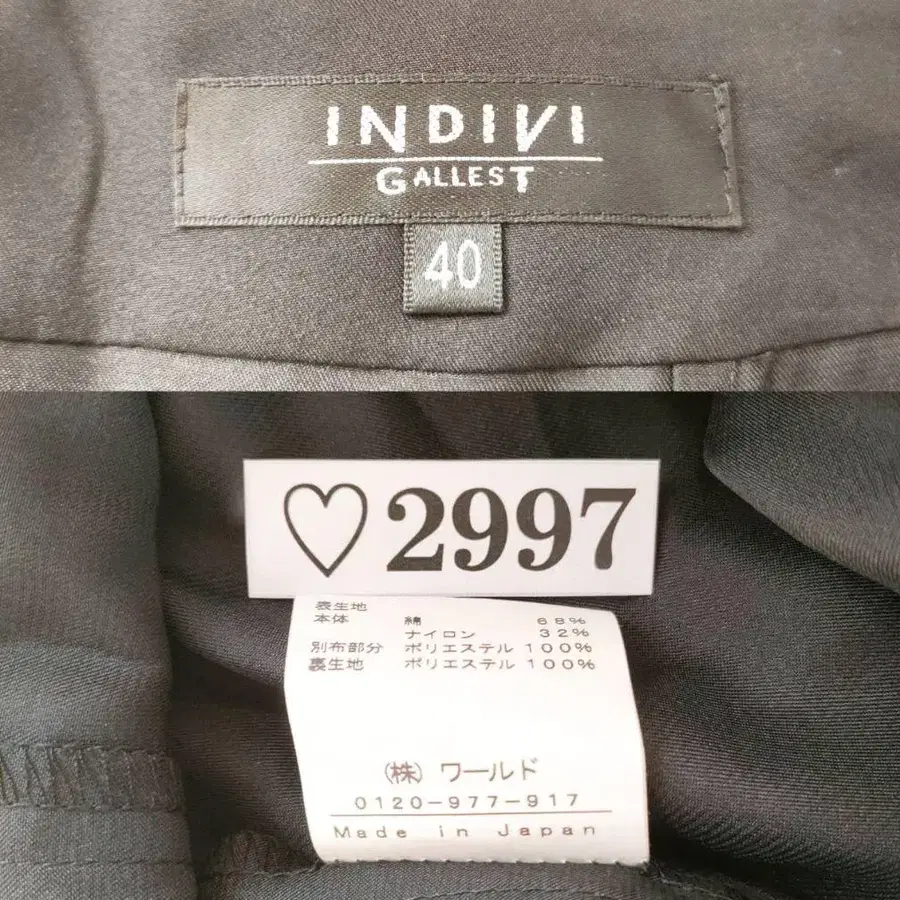 INDIVI
GALLEST
40
♡2997
表生地
本体 綿 68%
ナイロン 32%
別布部分 ポリエステル 100%
裏生地 ポリエステル 100%
(株) ワールド
0120-977-917
Made in Japan